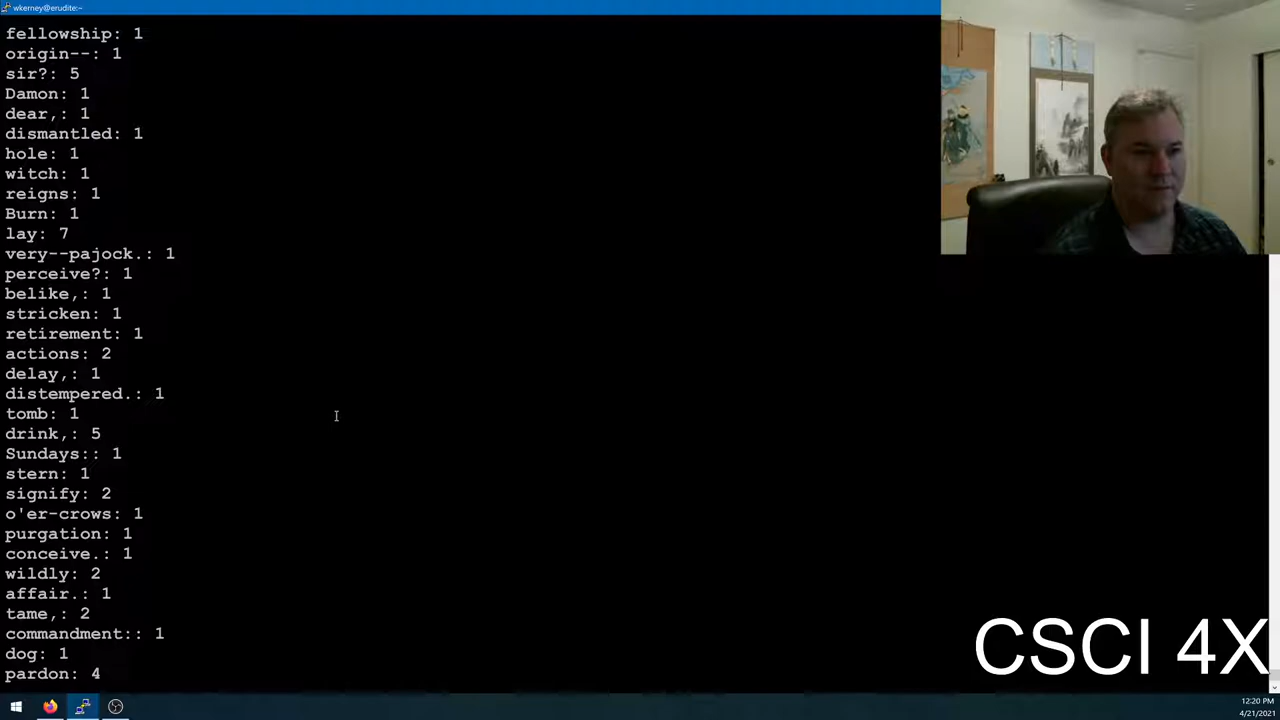 wkerney@erudite:~
fellowship: 1
origin--: 1
sir?: 5
Damon: 1
dear,: 1
dismantled: 1
hole: 1
witch: 1
reigns: 1
Burn: 1
lay: 7
very--pajock.: 1
perceive?: 1
belike,: 1
stricken: 1
retirement: 1
actions: 2
delay,: 1
distempered.: 1
tomb: 1
drink,: 5
Sundays:: 1
stern: 1
signify: 2
o'er-crows: 1
purgation: 1
conceive.: 1
wildly: 2
affair.: 1
tame,: 2
commandment:: 1
dog: 1
pardon: 4
CSCI 4X
12:20 PM
4/21/2021